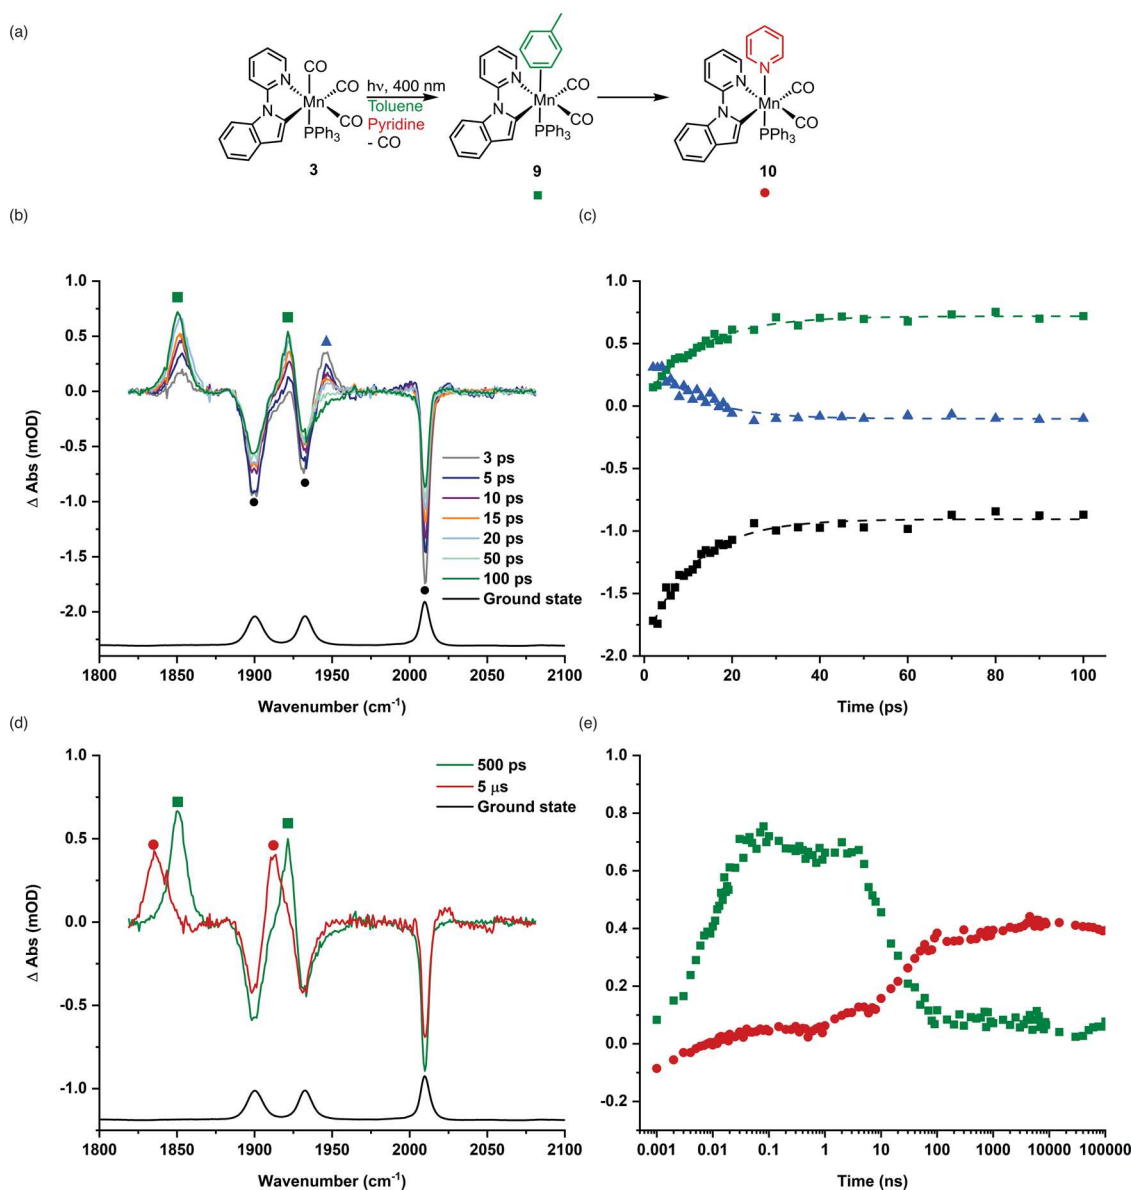 (a)
N
N
CO
CO
Mn
CO
PPh3
3
hν, 400 nm
Toluene
Pyridine
- CO
N
N
CO
Mn
CO
PPh3
9
N
N
N
CO
Mn
CO
PPh3
10
(b)
1.0
0.5
0.0
-0.5
-1.0
-1.5
-2.0
Δ Abs (mOD)
3 ps
5 ps
10 ps
15 ps
20 ps
50 ps
100 ps
Ground state
1800 1850 1900 1950 2000 2050 2100
Wavenumber (cm-1)
(c)
1.0
0.5
0.0
-0.5
-1.0
-1.5
-2.0
0 20 40 60 80 100
Time (ps)
(d)
1.0
0.5
0.0
-0.5
-1.0
Δ Abs (mOD)
500 ps
5 μs
Ground state
1800 1850 1900 1950 2000 2050 2100
Wavenumber (cm-1)
(e)
1.0
0.8
0.6
0.4
0.2
0.0
-0.2
0.001 0.01 0.1 1 10 100 1000 10000 100000
Time (ns)